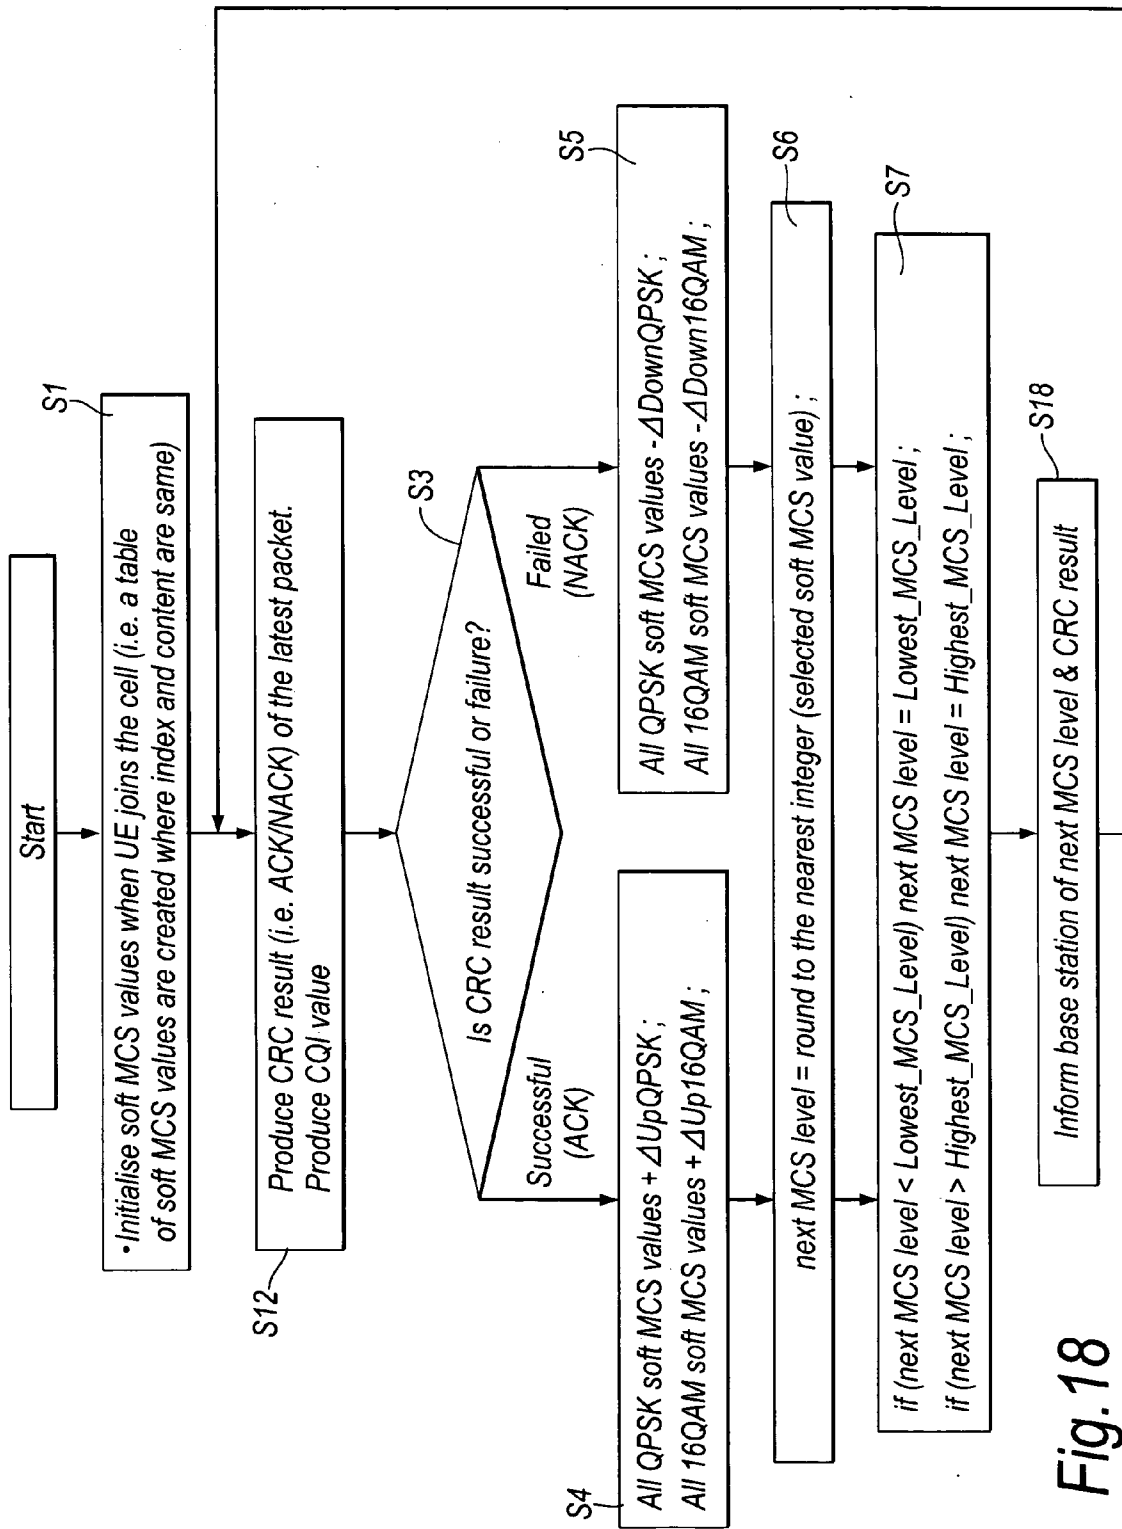 Start
S1
•Initialise soft MCS values when UE joins the cell (i.e. a table
of soft MCS values are created where index and content are same)
S12
Produce CRC result (i.e. ACK/NACK) of the latest packet.
Produce CQI value
S3
Is CRC result successful or failure?
Successful
(ACK)
Failed
(NACK)
S4
All QPSK soft MCS values + ΔUpQPSK ;
All 16QAM soft MCS values + ΔUp16QAM ;
S5
All QPSK soft MCS values - ΔDownQPSK ;
All 16QAM soft MCS values - ΔDown16QAM ;
S6
next MCS level = round to the nearest integer (selected soft MCS value) ;
S7
if (next MCS level < Lowest_MCS_Level) next MCS level = Lowest_MCS_Level ;
if (next MCS level > Highest_MCS_Level) next MCS level = Highest_MCS_Level ;
S18
Inform base station of next MCS level & CRC result
Fig.18